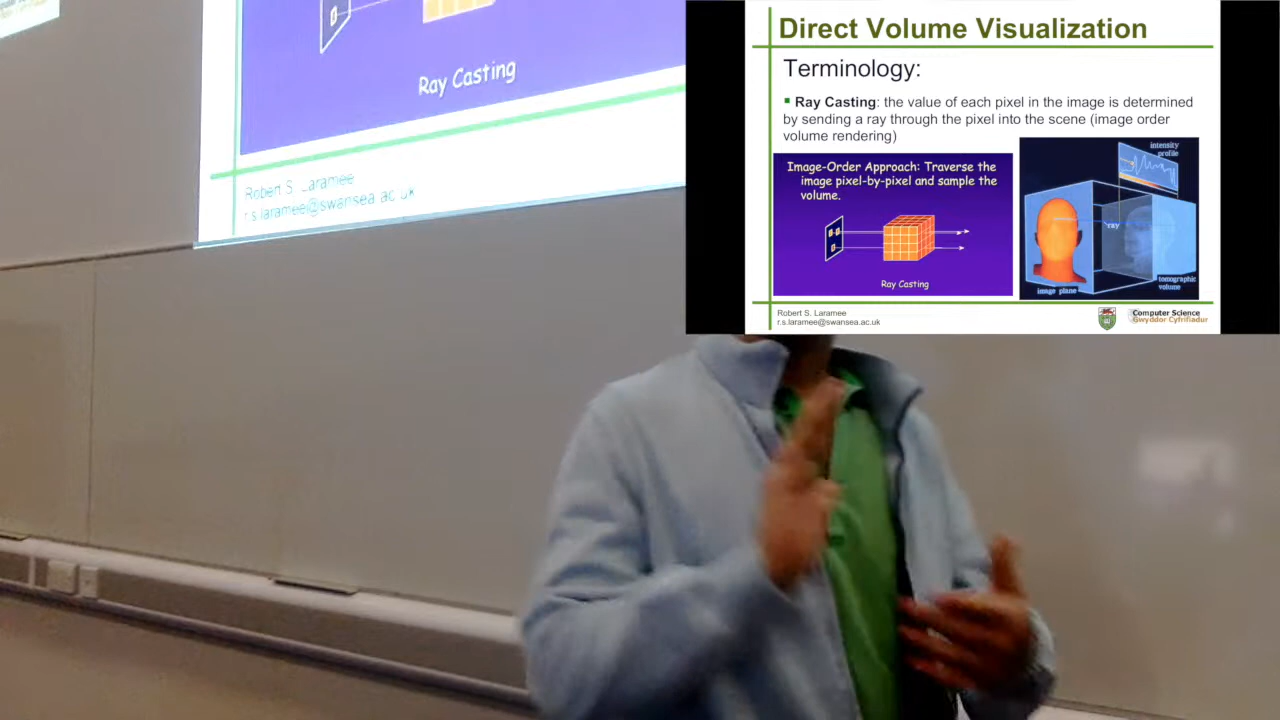 Ray Casting
Robert S. Laramee
r.s.laramee@swansea.ac.uk
Direct Volume Visualization
Terminology:
Ray Casting: the value of each pixel in the image is determined
by sending a ray through the pixel into the scene (image order
volume rendering)
Image-Order Approach: Traverse the
image pixel-by-pixel and sample the
volume.
Ray Casting
intensity
profile
ray
image plane
tomographic
volume
Robert S. Laramee
r.s.laramee@swansea.ac.uk
Computer Science
Gwyddor Cyfrifiadur